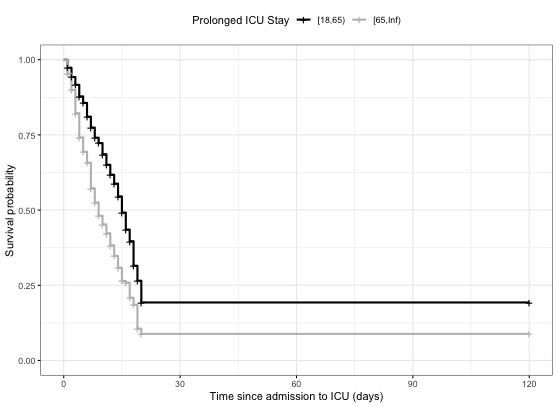 Prolonged ICU Stay [18,65) [65,Inf)
1.00
0.75
0.50
0.25
0.00
Survival probability
0 30 60 90 120
Time since admission to ICU (days)